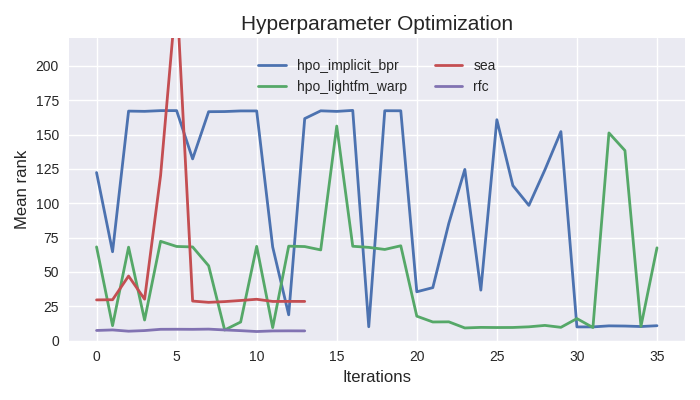 Hyperparameter Optimization
hpo_implicit_bpr
hpo_lightfm_warp
sea
rfc
Mean rank
200
175
150
125
100
75
50
25
0
0 5 10 15 20 25 30 35
Iterations